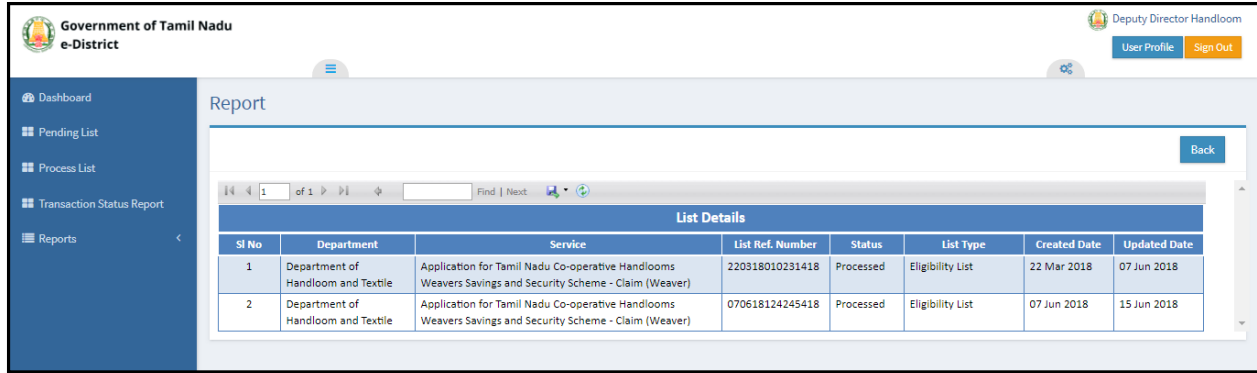 Government of Tamil Nadu
e-District
Deputy Director Handloom
User Profile
Sign Out
Dashboard
Pending List
Process List
Transaction Status Report
Reports
Report
Back
1 of 1 Find | Next
List Details
Sl No Department Service List Ref. Number Status List Type Created Date Updated Date
1 Department of Application for Tamil Nadu Co-operative Handlooms 220318010231418 Processed Eligibility List 22 Mar 2018 07 Jun 2018
Handloom and Textile Weavers Savings and Security Scheme - Claim (Weaver)
2 Department of Application for Tamil Nadu Co-operative Handlooms 070618124245418 Processed Eligibility List 07 Jun 2018 15 Jun 2018
Handloom and Textile Weavers Savings and Security Scheme - Claim (Weaver)